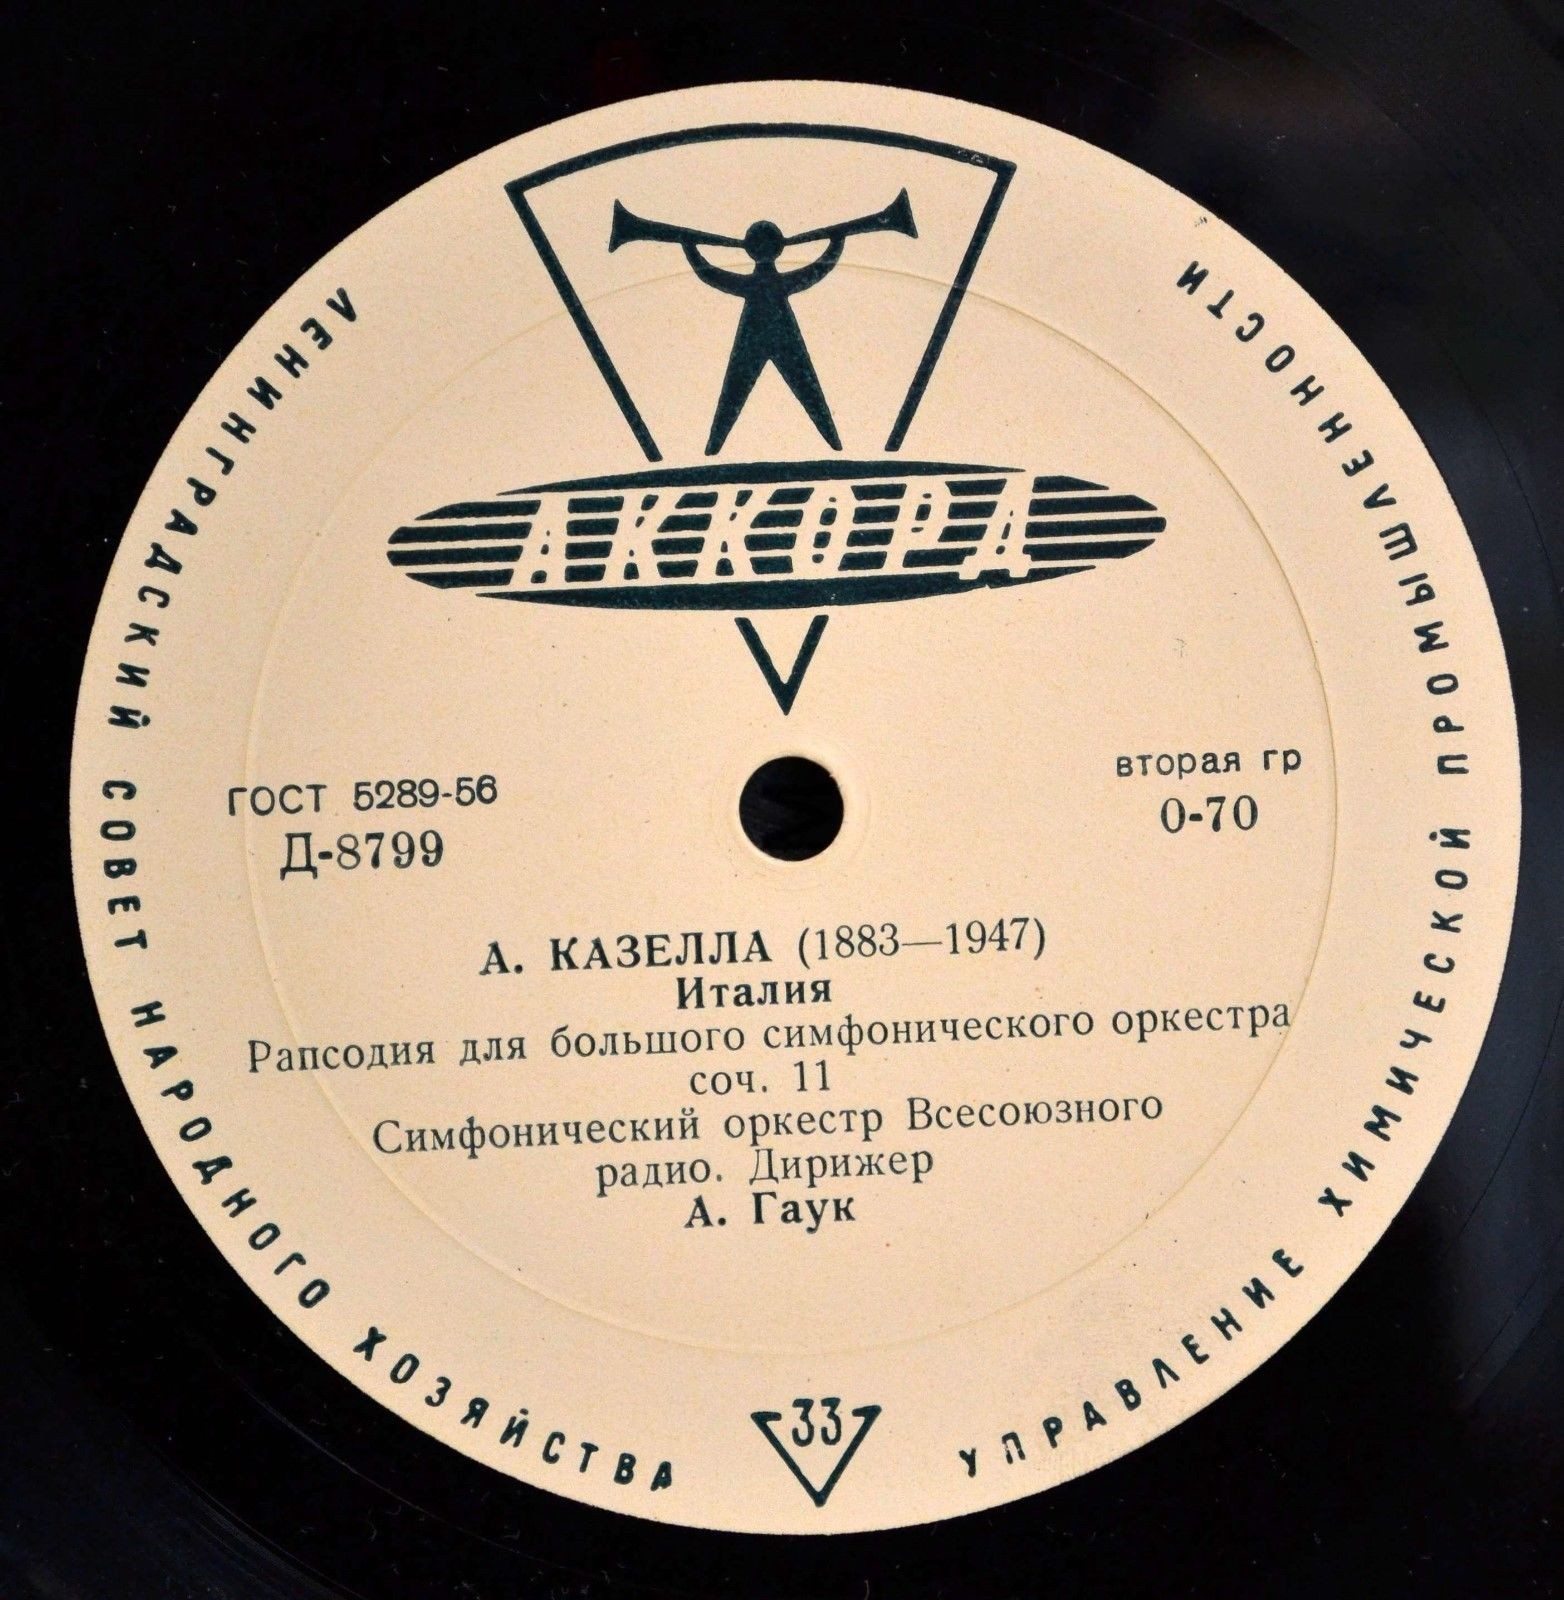 АККОРД
ЛЕНИНГРАДСКИЙ СОВЕТ НАРОДНОГО ХОЗЯЙСТВА
УПРАВЛЕНИЕ ХИМИЧЕСКОЙ ПРОМЫШЛЕННОСТИ
ГОСТ 5289-56
Д-8799
вторая гр
0-70
А. КАЗЕЛЛА (1883—1947)
Италия
Рапсодия для большого симфонического оркестра
соч. 11
Симфонический оркестр Всесоюзного
радио. Дирижер
А. Гаук
33